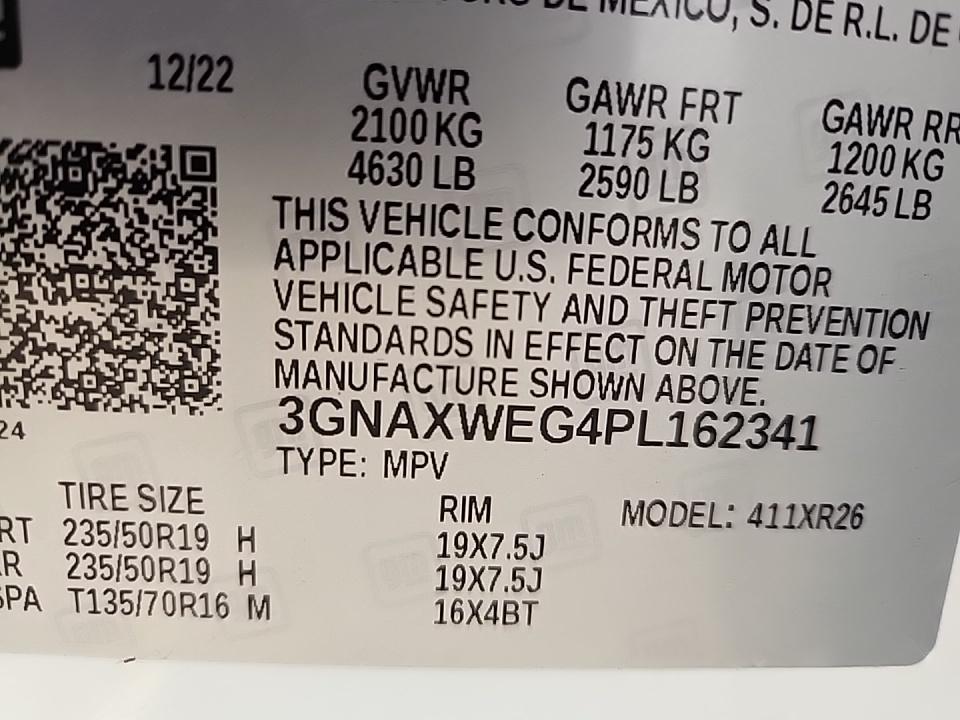 DE MEXICO, S. DE R.L. DE
12/22
GVWR
2100 KG
4630 LB
GAWR FRT
1175 KG
2590 LB
GAWR RR
1200 KG
2645 LB
THIS VEHICLE CONFORMS TO ALL
APPLICABLE U.S. FEDERAL MOTOR
VEHICLE SAFETY AND THEFT PREVENTION
STANDARDS IN EFFECT ON THE DATE OF
MANUFACTURE SHOWN ABOVE.
3GNAXWEG4PL162341
24
TYPE: MPV
TIRE SIZE RIM MODEL: 411XR26
RT 235/50R19 H 19X7.5J
R 235/50R19 H 19X7.5J
SPA T135/70R16 M 16X4BT